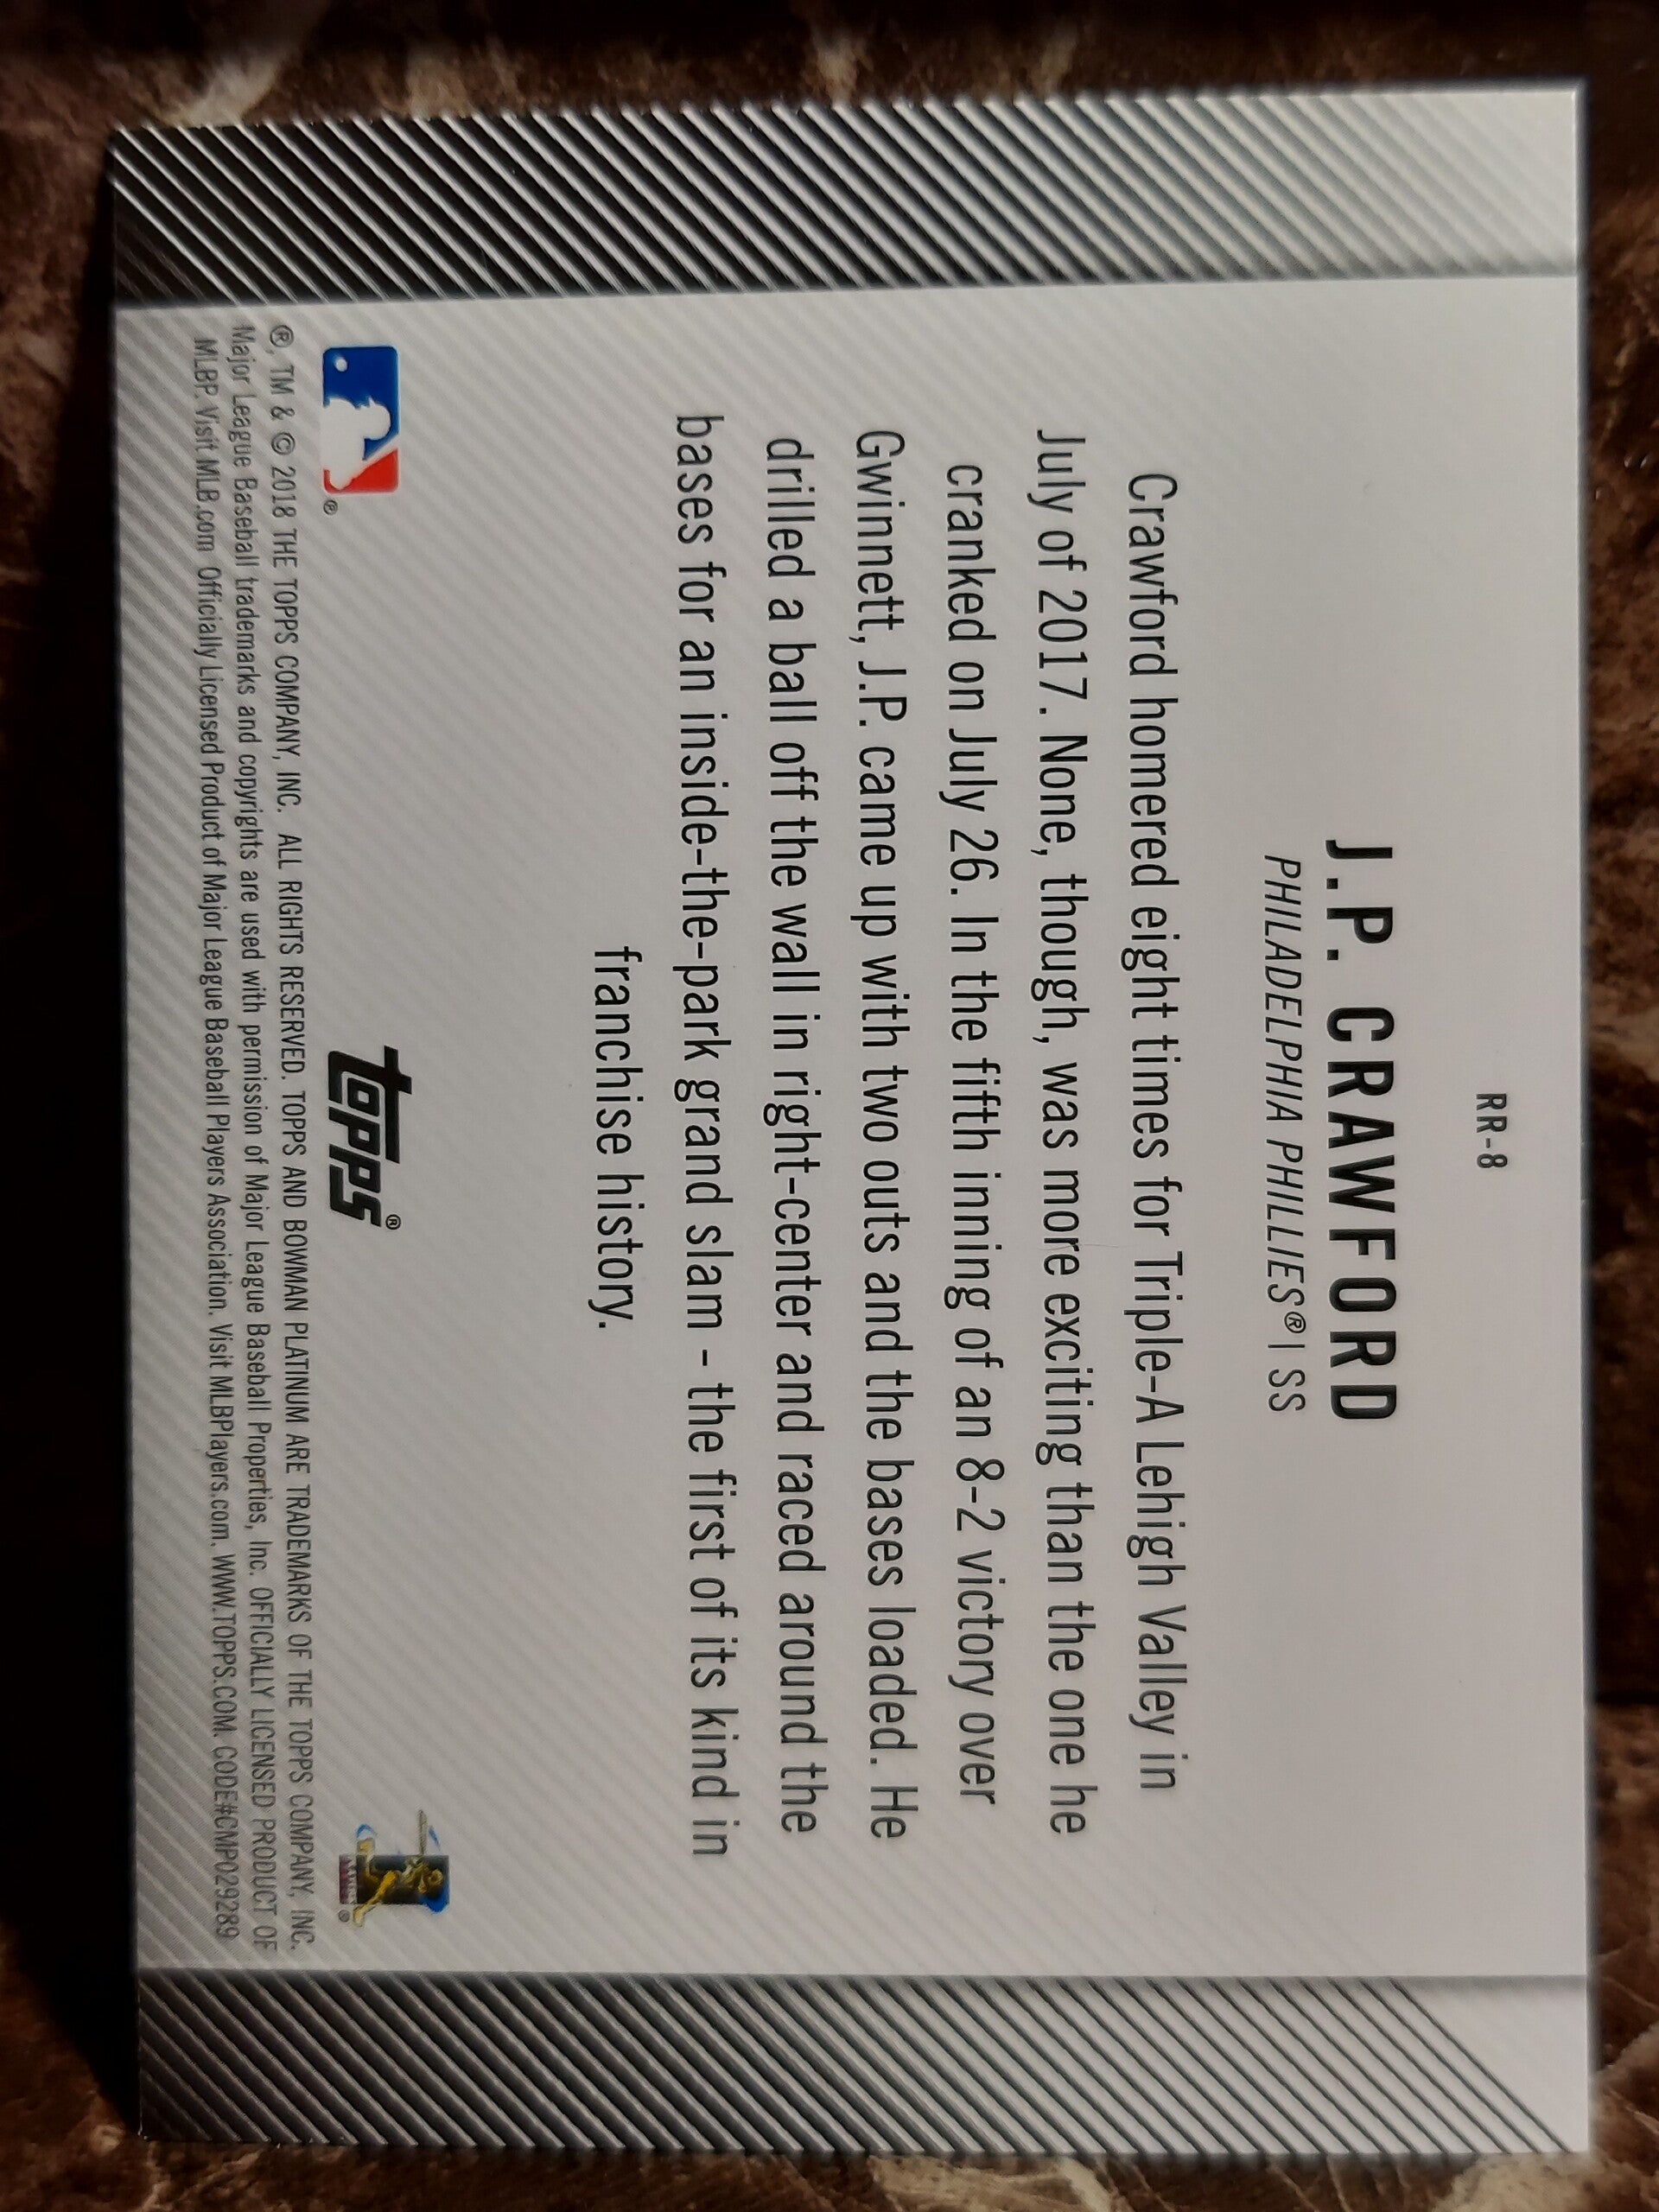 RR-8
J.P. CRAWFORD
PHILADELPHIA PHILLIES® | SS
Crawford homered eight times for Triple-A Lehigh Valley in
July of 2017. None, though, was more exciting than the one he
cranked on July 26. In the fifth inning of an 8-2 victory over
Gwinnett, J.P. came up with two outs and the bases loaded. He
drilled a ball off the wall in right-center and raced around the
bases for an inside-the-park grand slam - the first of its kind in
franchise history.
®
topps®
®
®, TM & © 2018 THE TOPPS COMPANY, INC. ALL RIGHTS RESERVED. TOPPS AND BOWMAN PLATINUM ARE TRADEMARKS OF THE TOPPS COMPANY, INC.
Major League Baseball trademarks and copyrights are used with permission of Major League Baseball Properties, Inc. OFFICIALLY LICENSED PRODUCT OF
MLBP. Visit MLB.com Officially Licensed Product of Major League Baseball Players Association. Visit MLBPlayers.com. WWW.TOPPS.COM. CODE#CMP029289